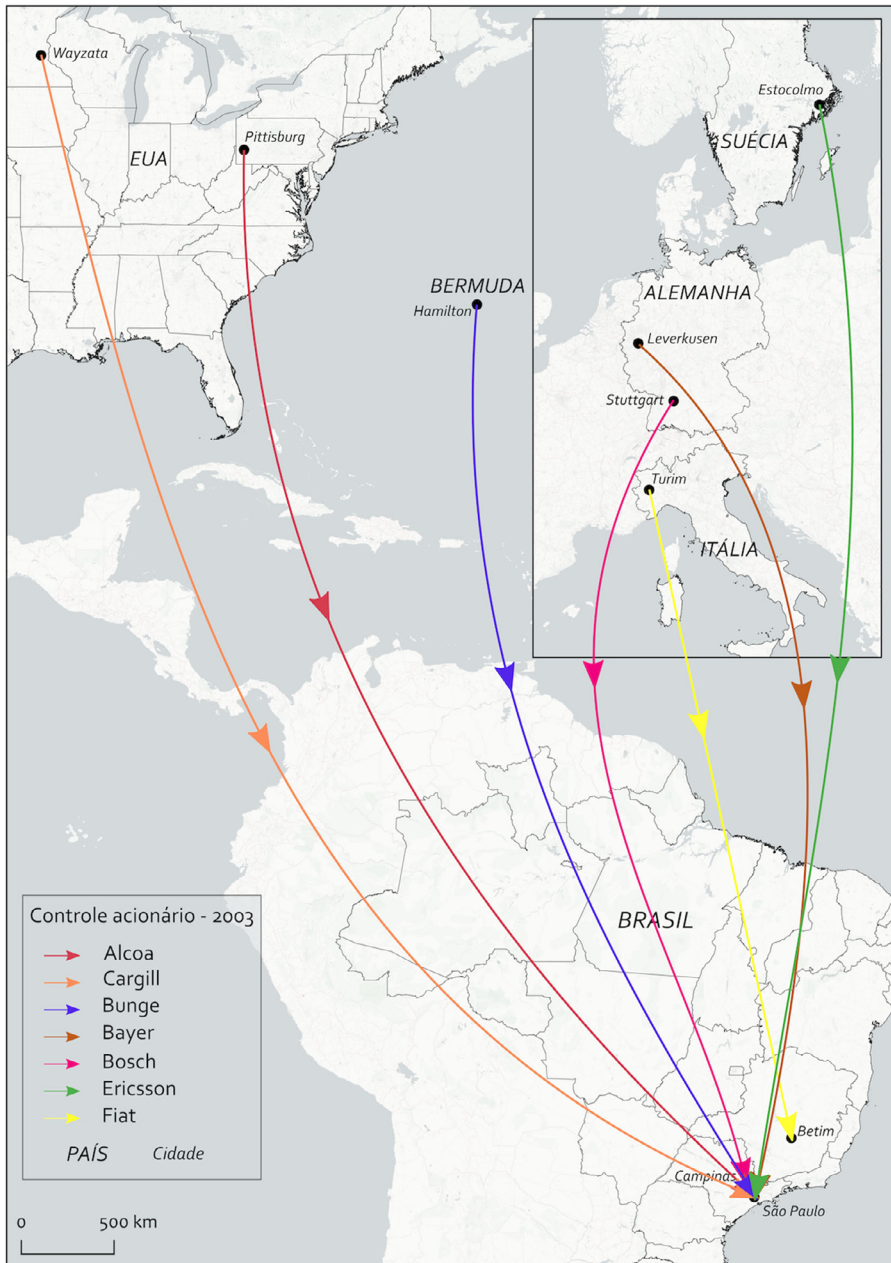 Wayzata
Pittisburg
EUA
Estocolmo
SUÉCIA
BERMUDA
Hamilton
ALEMANHA
Leverkusen
Stuttgart
Turim
ITÁLIA
BRASIL
Controle acionário - 2003
Alcoa
Cargill
Bunge
Bayer
Bosch
Ericsson
Fiat
PAÍS Cidade
Betim
Campinas
São Paulo
0 500 km